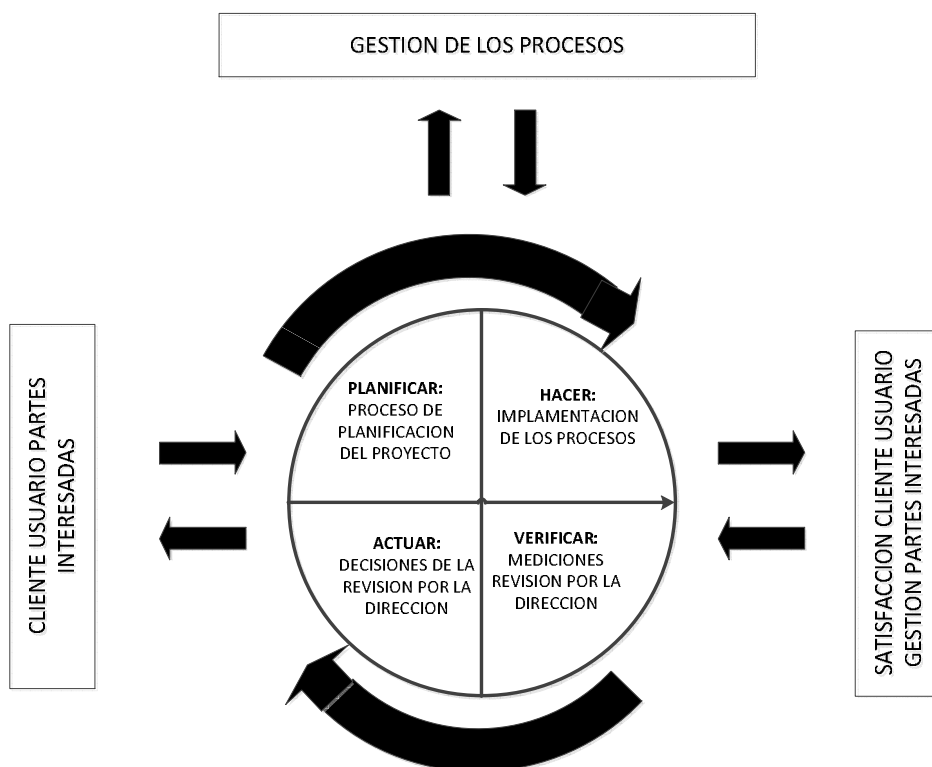 GESTION DE LOS PROCESOS
CLIENTE USUARIO PARTES
INTERESADAS
PLANIFICAR:
PROCESO DE
PLANIFICACION
DEL PROYECTO
HACER:
IMPLAMENTACION
DE LOS PROCESOS
ACTUAR:
DECISIONES DE LA
REVISION POR LA
DIRECCION
VERIFICAR:
MEDICIONES
REVISION POR LA
DIRECCION
SATISFACCION CLIENTE USUARIO
GESTION PARTES INTERESADAS